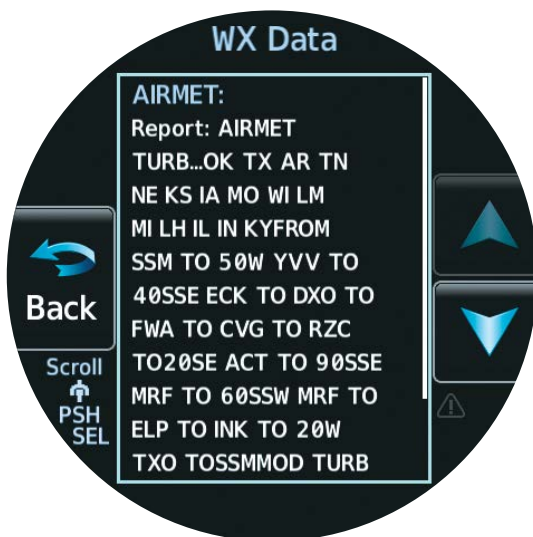 WX Data
AIRMET:
Report: AIRMET
TURB...OK TX AR TN
NE KS IA MO WI LM
MI LH IL IN KYFROM
SSM TO 50W YVV TO
40SSE ECK TO DXO TO
FWA TO CVG TO RZC
TO20SE ACT TO 90SSE
MRF TO 60SSW MRF TO
ELP TO INK TO 20W
TXO TOSSMMOD TURB
Back
Scroll
PSH
SEL